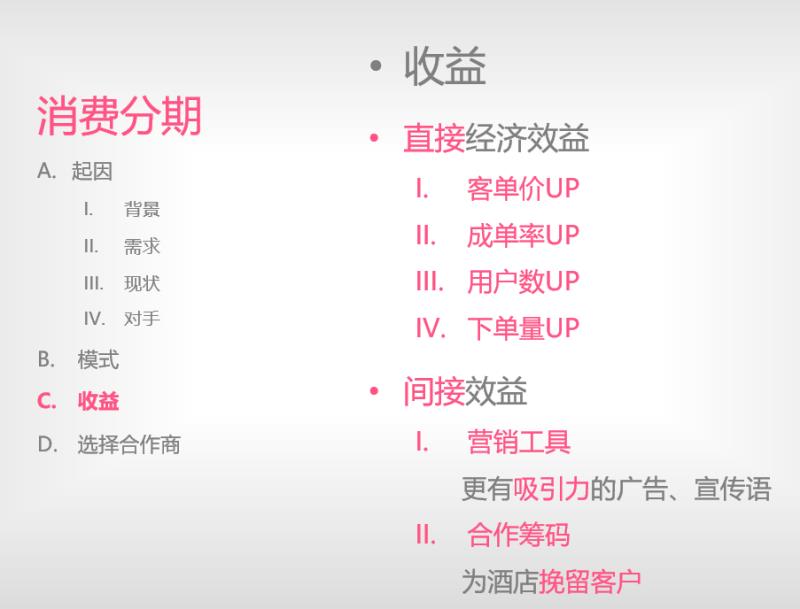 消费分期
A. 起因
I. 背景
II. 需求
III. 现状
IV. 对手
B. 模式
C. 收益
D. 选择合作商
• 收益
• 直接经济效益
I. 客单价UP
II. 成单率UP
III. 用户数UP
IV. 下单量UP
• 间接效益
I. 营销工具
更有吸引力的广告、宣传语
II. 合作筹码
为酒店挽留客户